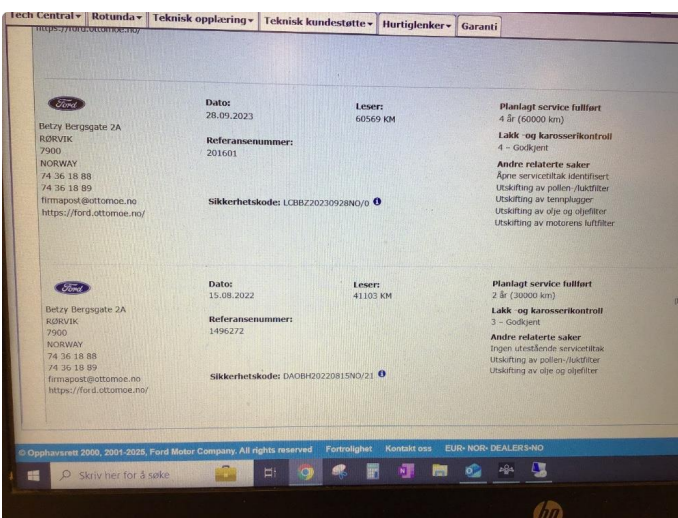 Tech Central
Rotunda
Teknisk opplæring
Teknisk kundestøtte
Hurtiglenker
Garanti
https://ford.ottomoe.no/
Ford
Betzy Bergsgate 2A
RØRVIK
7900
NORWAY
74 36 18 88
74 36 18 89
firmapost@ottomoe.no
https://ford.ottomoe.no/
Dato:
28.09.2023
Referansenummer:
201601
Sikkerhetskode: LCBBZ20230928NO/0
Leser:
60569 KM
Planlagt service fullført
4 år (60000 km)
Lakk -og karosserikontroll
4 - Godkjent
Andre relaterte saker
Åpne servicetiltak identifisert
Utskifting av pollen-/luktfilter
Utskifting av tennplugger
Utskifting av olje og oljefilter
Utskifting av motorens luftfilter
Ford
Betzy Bergsgate 2A
RØRVIK
7900
NORWAY
74 36 18 88
74 36 18 89
firmapost@ottomoe.no
https://ford.ottomoe.no/
Dato:
15.08.2022
Referansenummer:
1496272
Sikkerhetskode: DAOBH20220815NO/21
Leser:
41103 KM
Planlagt service fullført
2 år (30000 km)
Lakk -og karosserikontroll
3 - Godkjent
Andre relaterte saker
Ingen utestående servicetiltak
Utskifting av pollen-/luktfilter
Utskifting av olje og oljefilter
© Opphavsrett 2000, 2001-2025, Ford Motor Company. All rights reserved
Fortrolighet
Kontakt oss
EUR- NOR- DEALERS-NO
Skriv her for å søke
hp